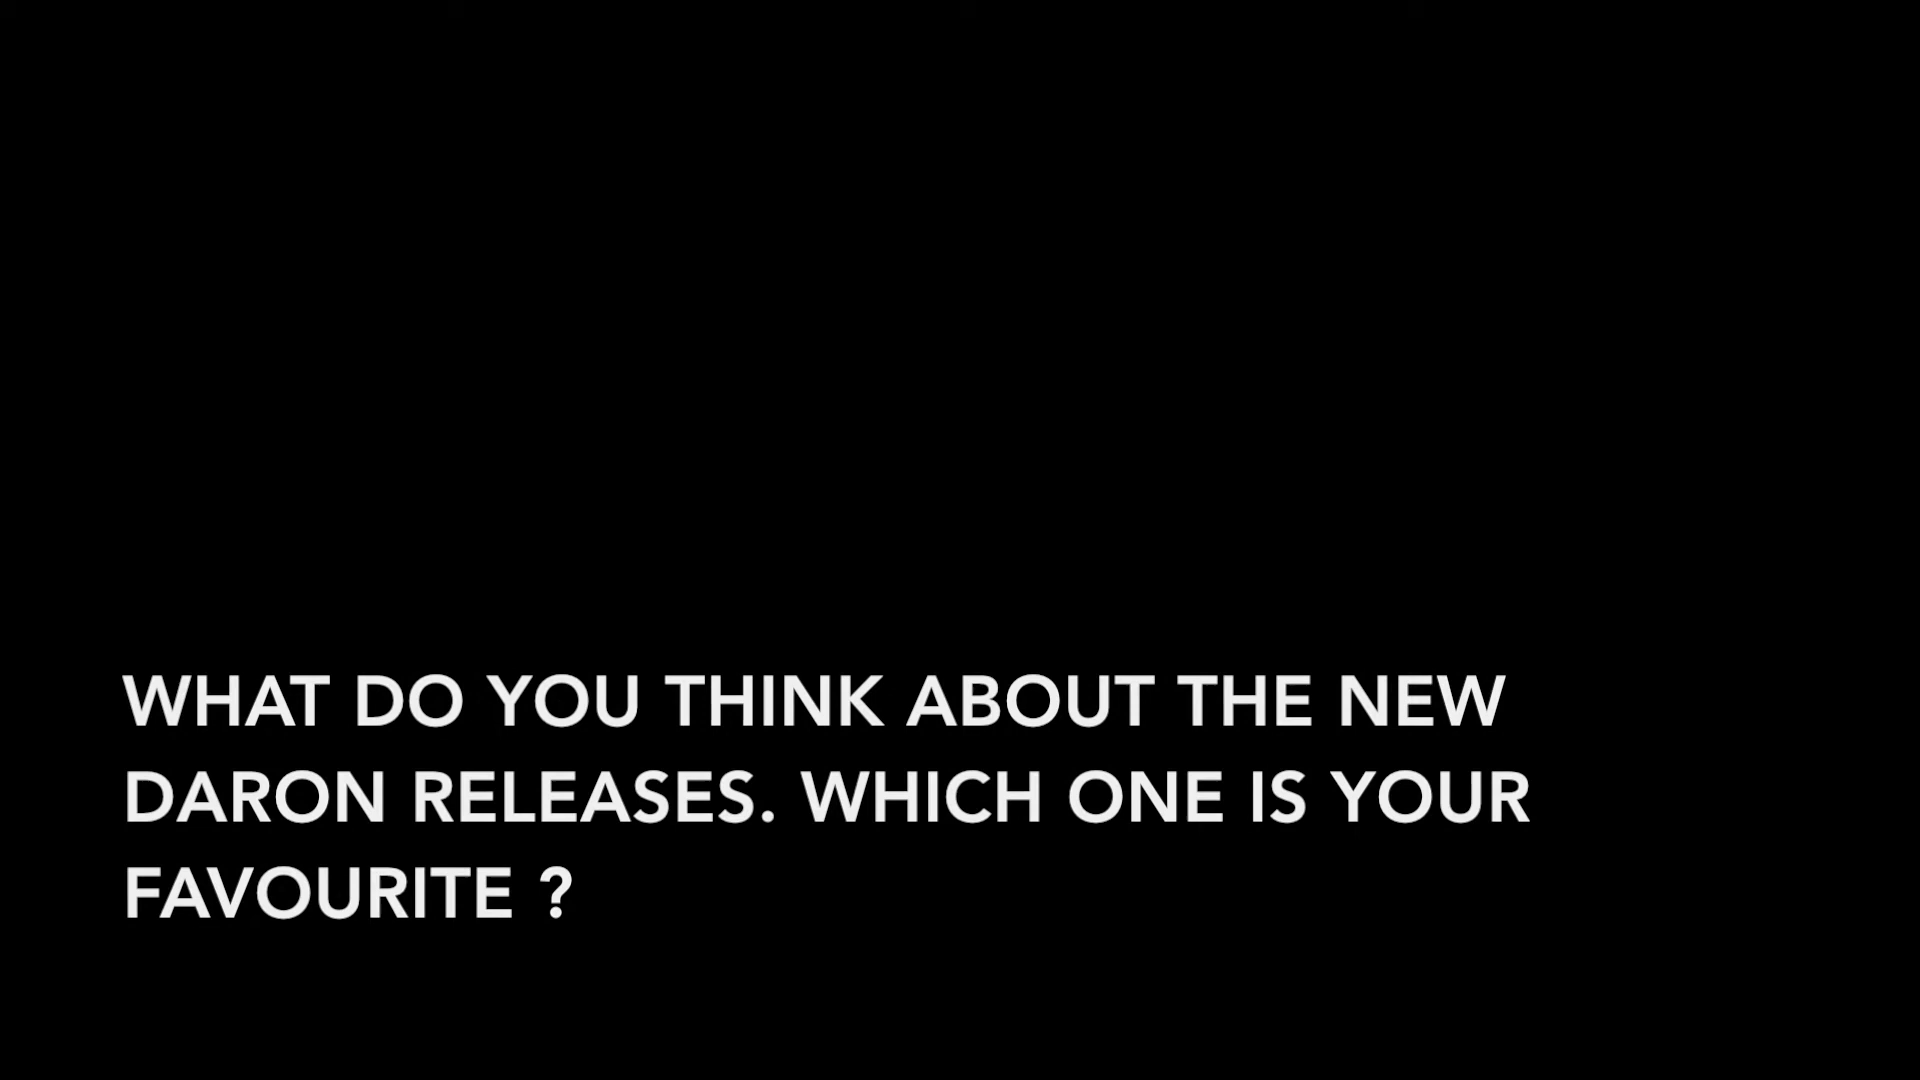 WHAT DO YOU THINK ABOUT THE NEW
DARON RELEASES. WHICH ONE IS YOUR
FAVOURITE ?